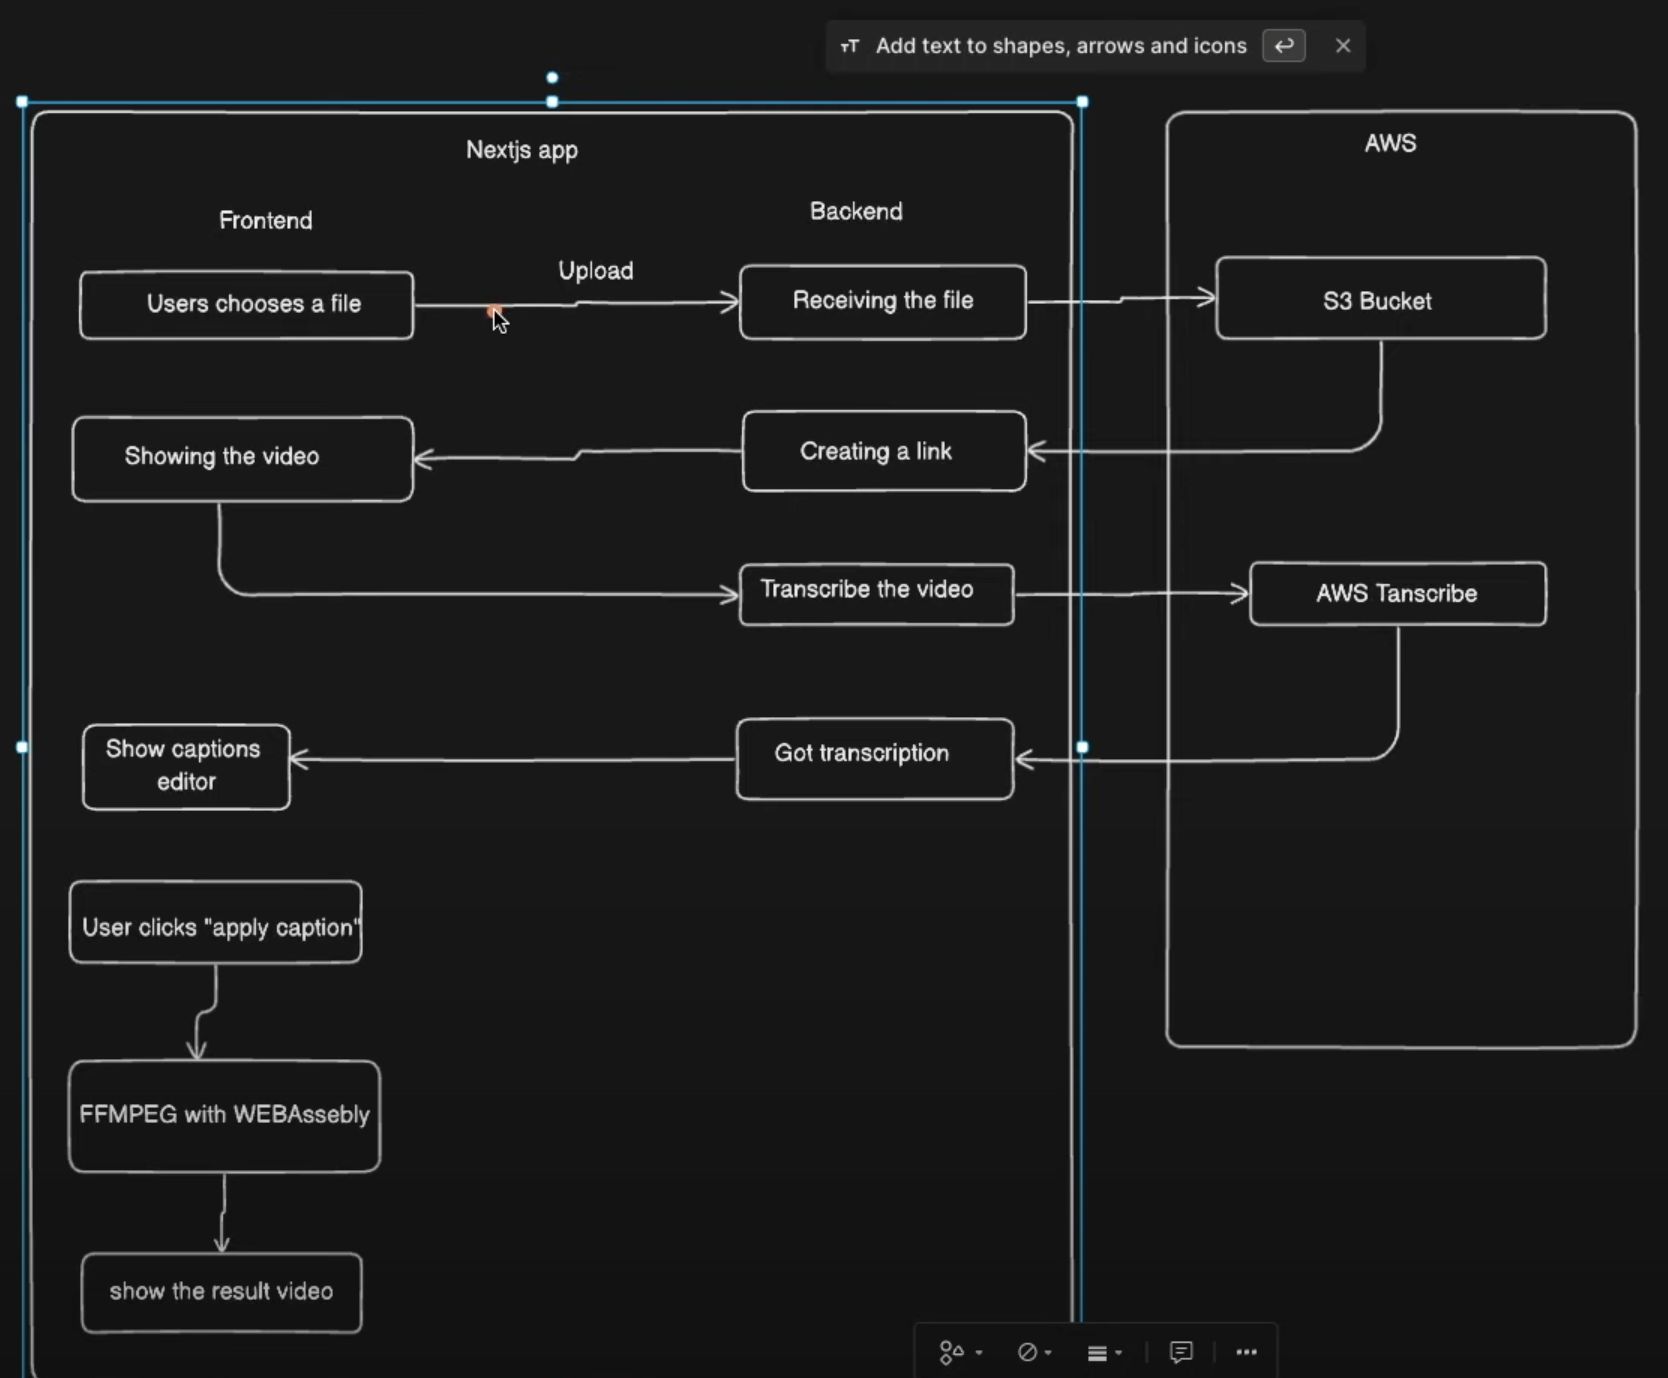 Add text to shapes, arrows and icons
Nextjs app
AWS
Frontend
Backend
Upload
Users chooses a file
Receiving the file
S3 Bucket
Showing the video
Creating a link
Transcribe the video
AWS Tanscribe
Show captions
editor
Got transcription
User clicks "apply caption"
FFMPEG with WEBAssebly
show the result video